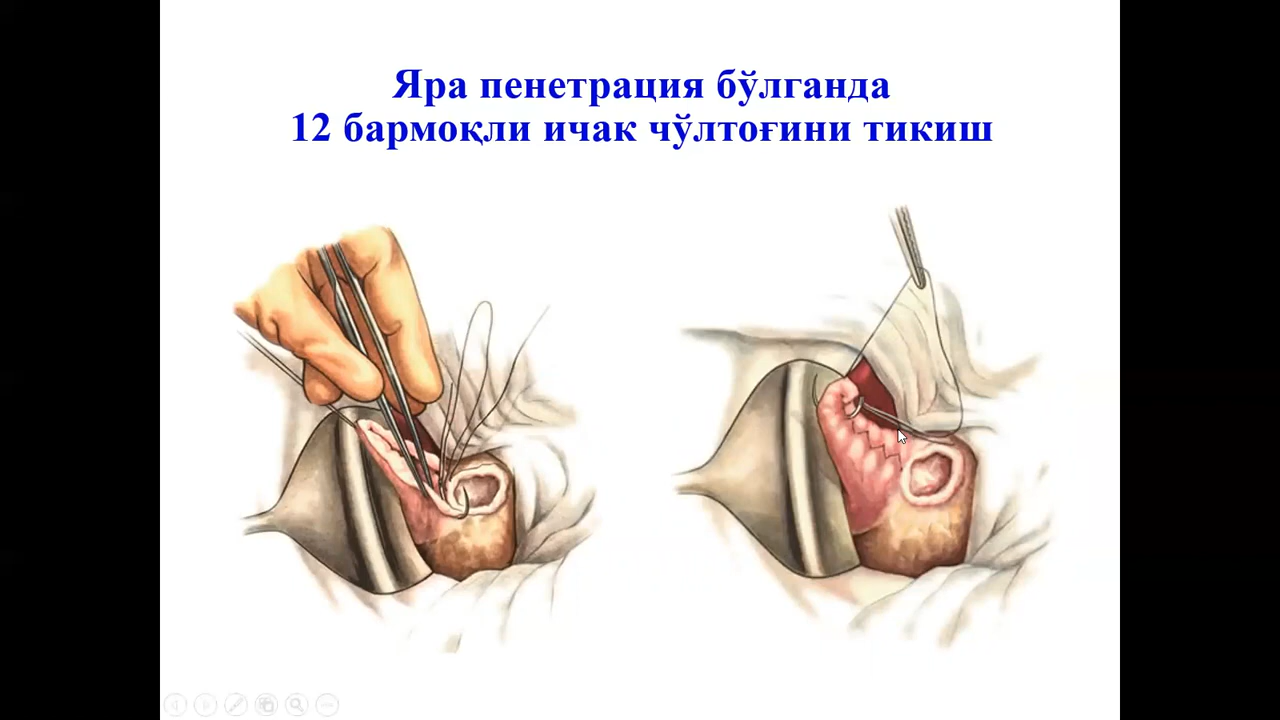 Яра пенетрация бўлганда
12 бармоқли ичак чўлтоғини тикиш